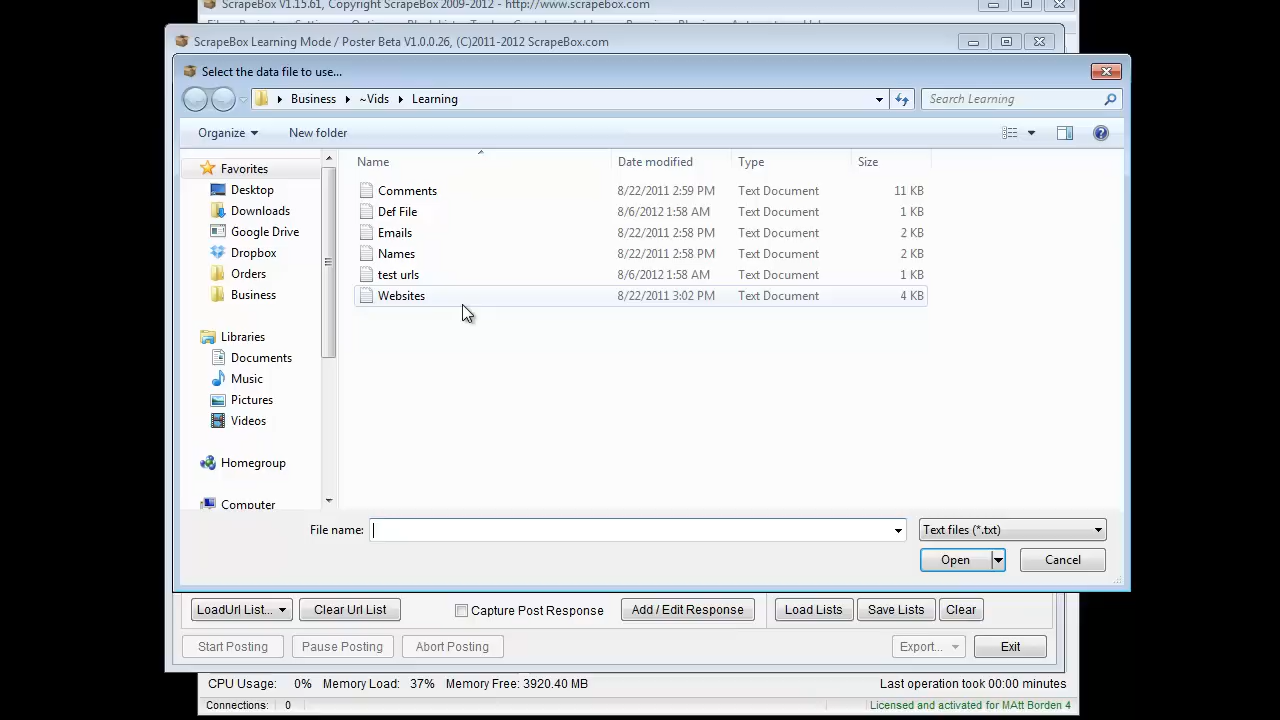 ScrapeBox V1.15.61, Copyright ScrapeBox 2009-2012 - http://www.scrapebox.com
ScrapeBox Learning Mode / Poster Beta V1.0.0.26, (C)2011-2012 ScrapeBox.com
Select the data file to use...
Business ~Vids Learning Search Learning
Organize New folder
Favorites
Desktop
Downloads
Google Drive
Dropbox
Orders
Business
Libraries
Documents
Music
Pictures
Videos
Homegroup
Computer
Name Date modified Type Size
Comments 8/22/2011 2:59 PM Text Document 11 KB
Def File 8/6/2012 1:58 AM Text Document 1 KB
Emails 8/22/2011 2:58 PM Text Document 2 KB
Names 8/22/2011 2:58 PM Text Document 2 KB
test urls 8/6/2012 1:58 AM Text Document 1 KB
Websites 8/22/2011 3:02 PM Text Document 4 KB
File name: Text files (*.txt)
Open Cancel
LoadUrl List... Clear Url List Capture Post Response Add / Edit Response Load Lists Save Lists Clear
Start Posting Pause Posting Abort Posting Export... Exit
CPU Usage: 0% Memory Load: 37% Memory Free: 3920.40 MB Last operation took 00:00 minutes
Connections: 0 Licensed and activated for MAtt Borden 4